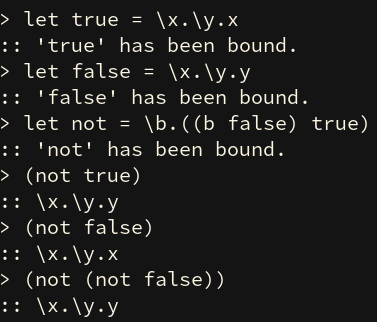 > let true = \x.\y.x
:: 'true' has been bound.
> let false = \x.\y.y
:: 'false' has been bound.
> let not = \b.((b false) true)
:: 'not' has been bound.
> (not true)
:: \x.\y.y
> (not false)
:: \x.\y.x
> (not (not false))
:: \x.\y.y